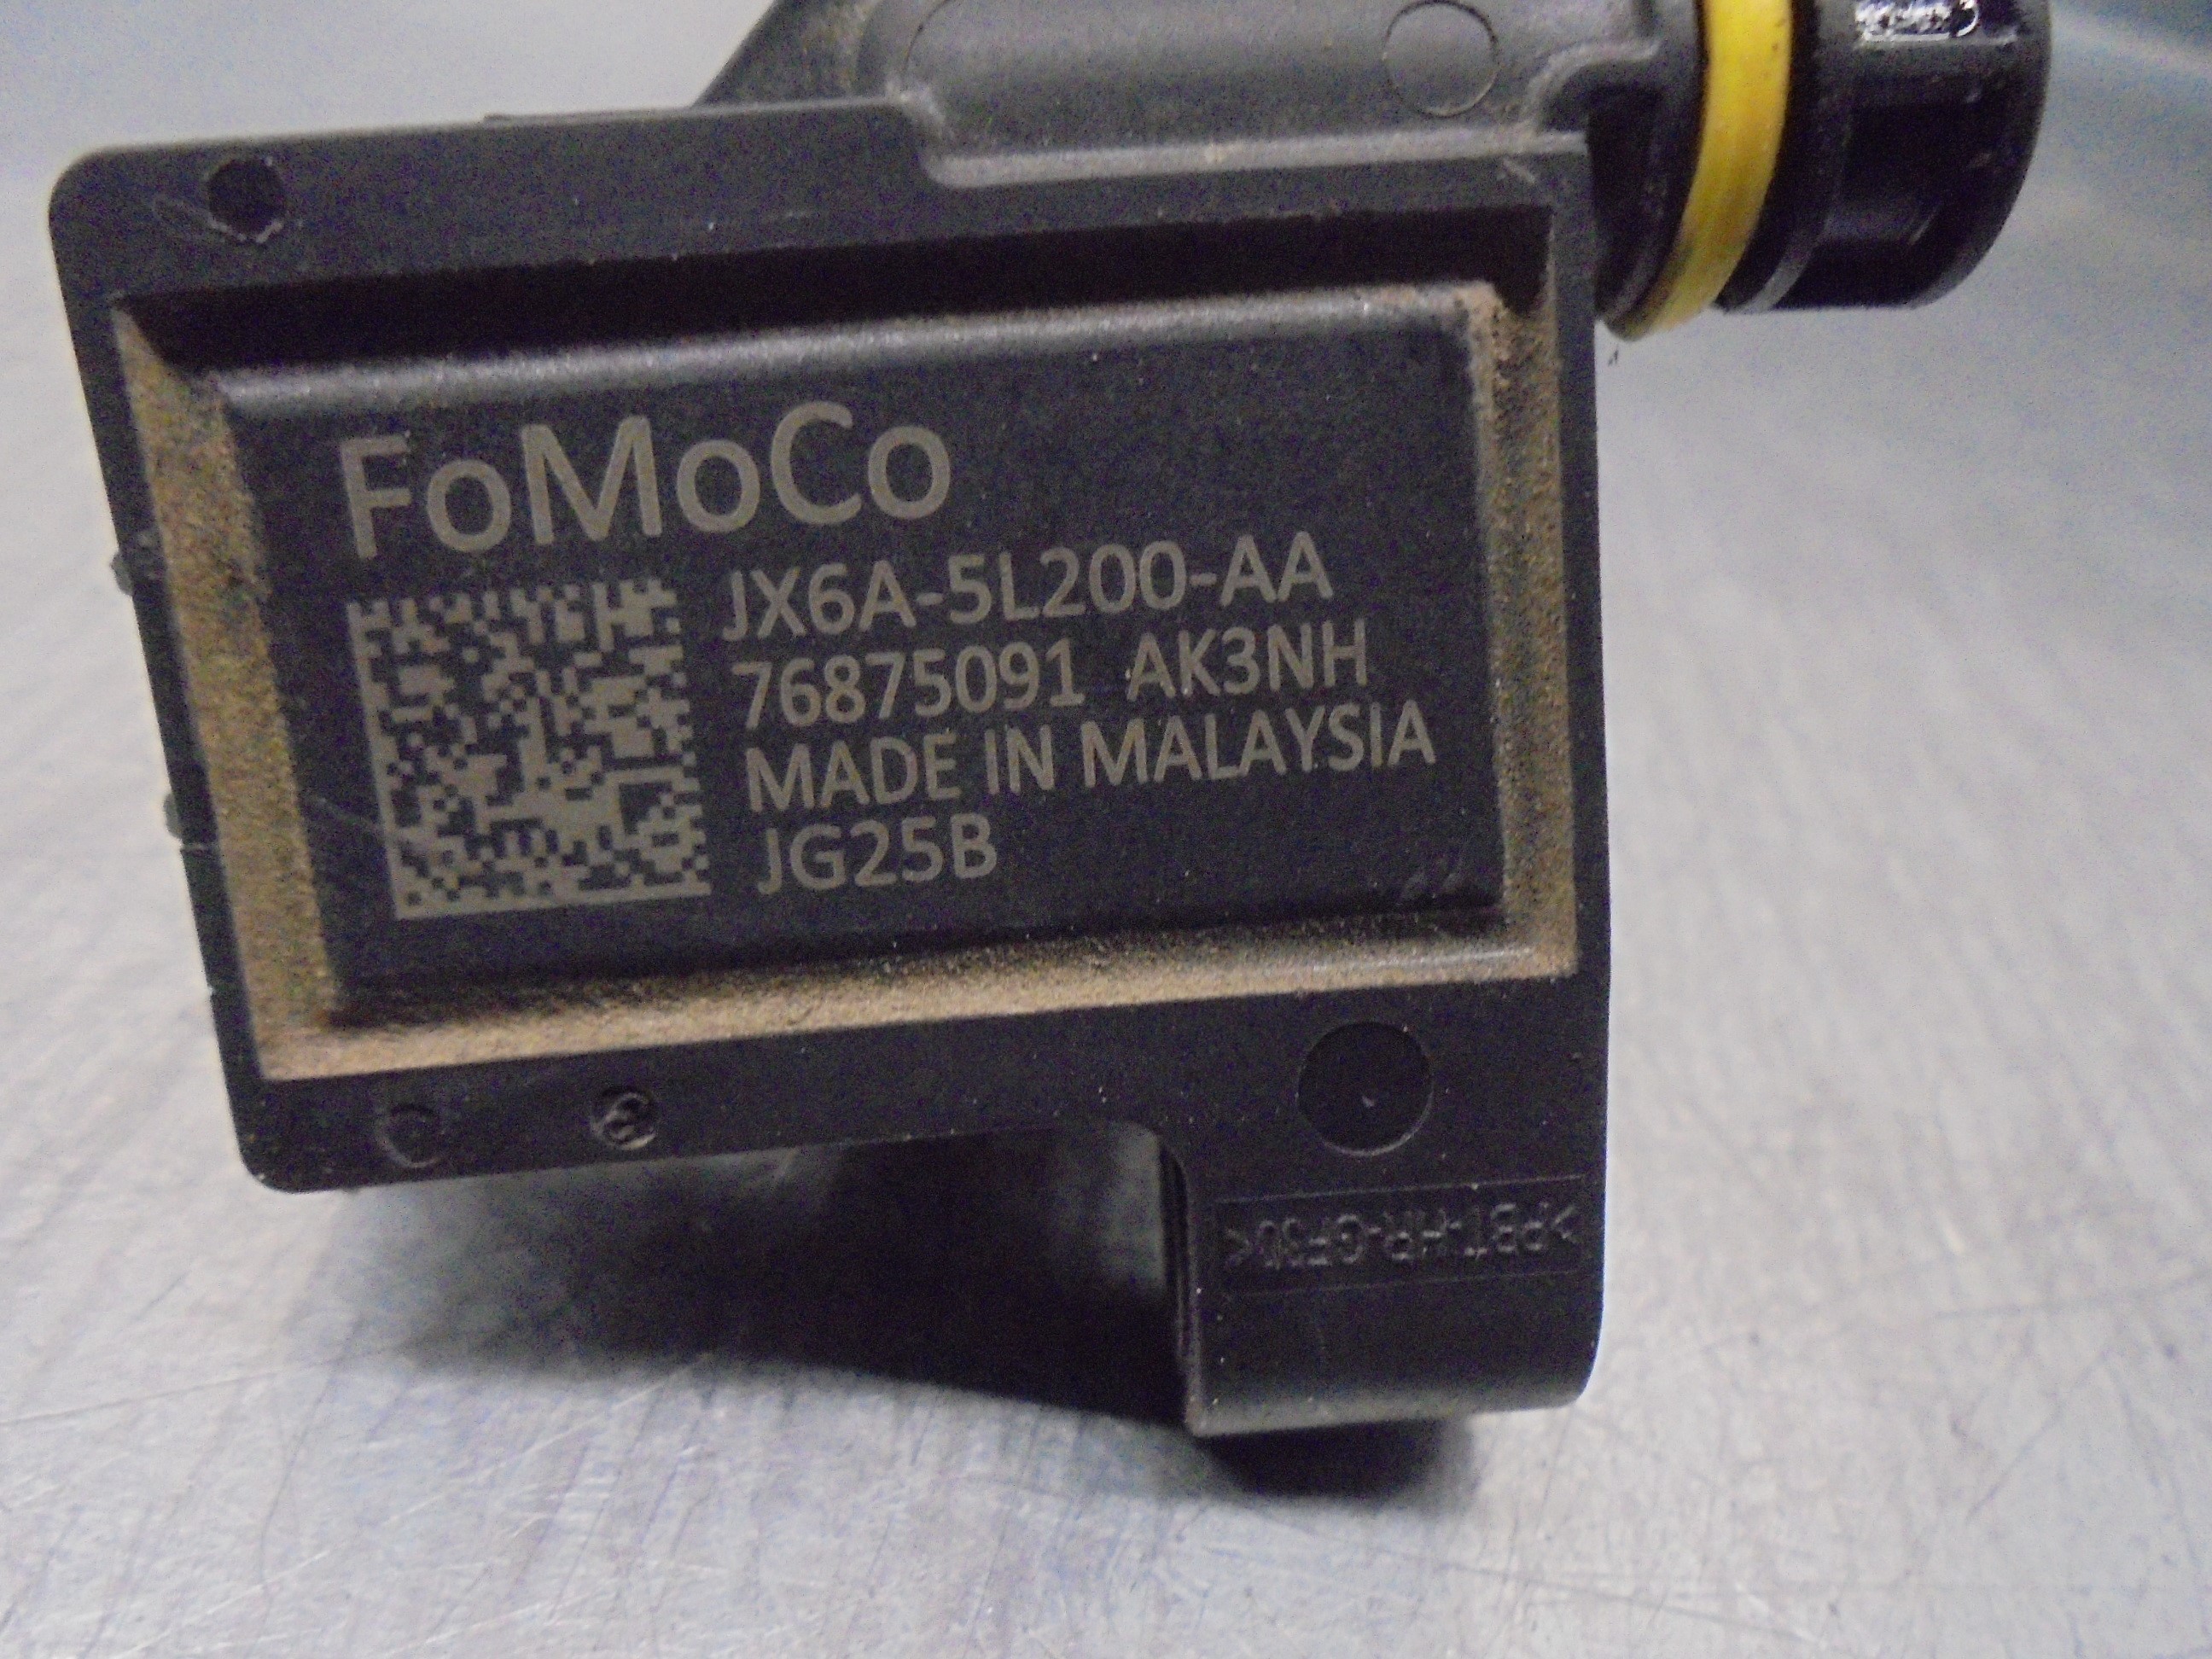 FoMoCo
JX6A-5L200-AA
76875091 AK3NH
MADE IN MALAYSIA
JG25B
>PBT-HR-GF30<